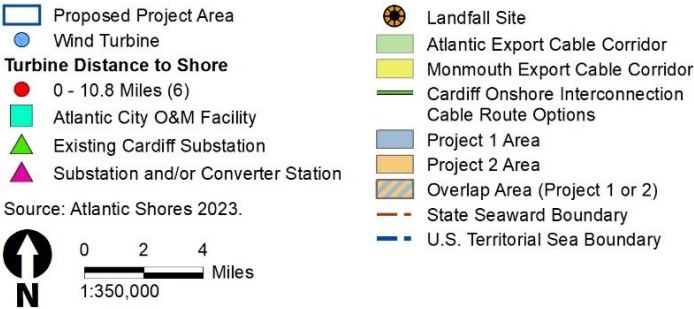 Proposed Project Area
Wind Turbine
Turbine Distance to Shore
0 - 10.8 Miles (6)
Atlantic City O&M Facility
Existing Cardiff Substation
Substation and/or Converter Station
Source: Atlantic Shores 2023.
N
0 2 4
Miles
1:350,000
Landfall Site
Atlantic Export Cable Corridor
Monmouth Export Cable Corridor
Cardiff Onshore Interconnection
Cable Route Options
Project 1 Area
Project 2 Area
Overlap Area (Project 1 or 2)
State Seaward Boundary
U.S. Territorial Sea Boundary